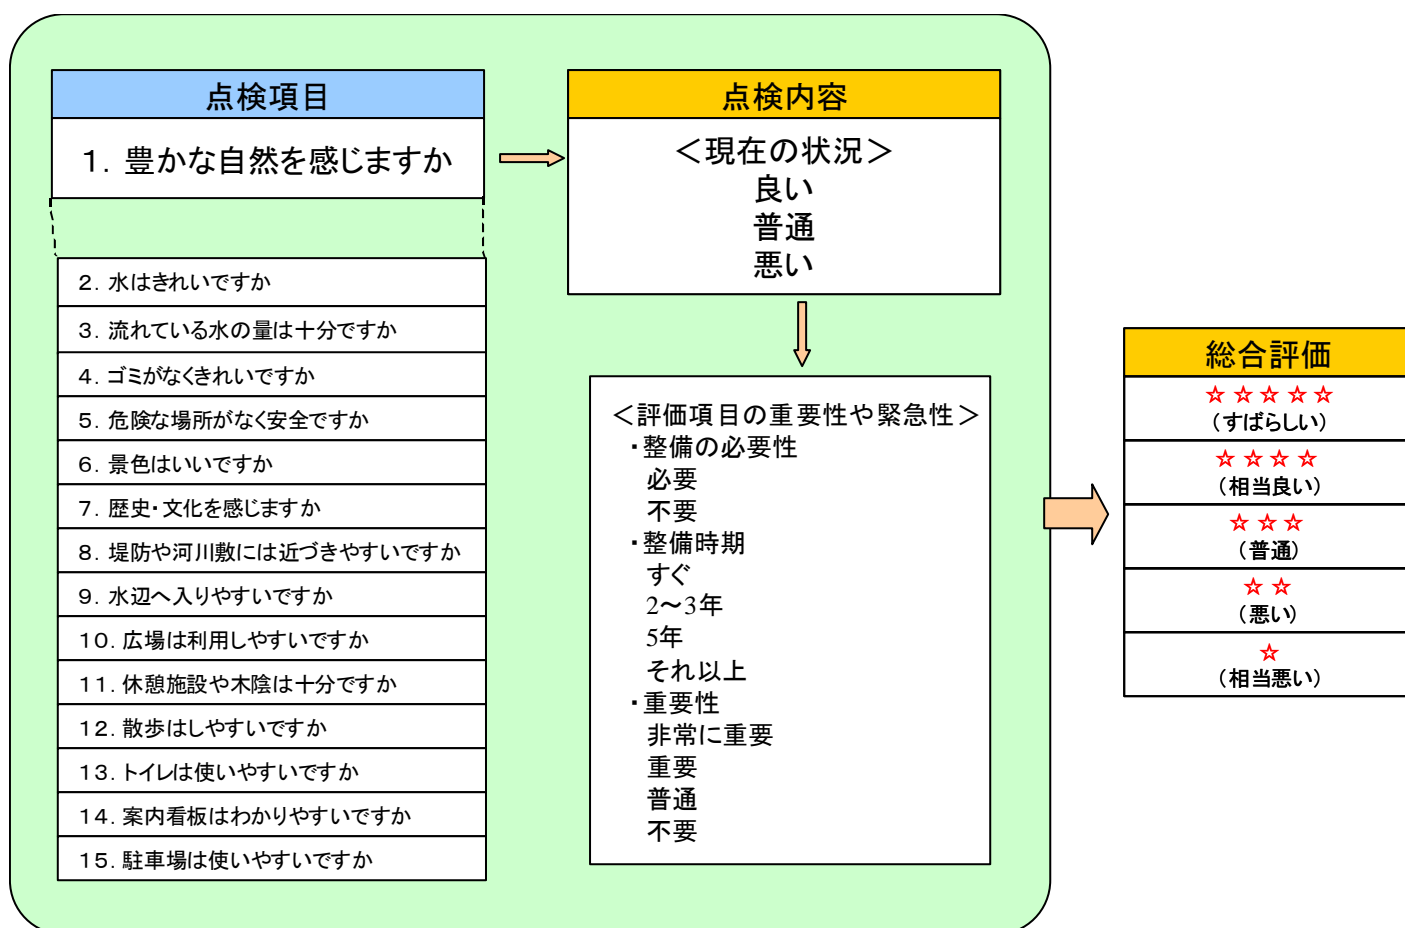 点検項目
1．豊かな自然を感じますか
2．水はきれいですか
3．流れている水の量は十分ですか
4．ゴミがなくきれいですか
5．危険な場所がなく安全ですか
6．景色はいいですか
7．歴史・文化を感じますか
8．堤防や河川敷には近づきやすいですか
9．水辺へ入りやすいですか
10．広場は利用しやすいですか
11．休憩施設や木陰は十分ですか
12．散歩はしやすいですか
13．トイレは使いやすいですか
14．案内看板はわかりやすいですか
15．駐車場は使いやすいですか
点検内容
＜現在の状況＞
良い
普通
悪い
＜評価項目の重要性や緊急性＞
・整備の必要性
必要
不要
・整備時期
すぐ
2〜3年
5年
それ以上
・重要性
非常に重要
重要
普通
不要
総合評価
☆☆☆☆☆
（すばらしい）
☆☆☆☆
（相当良い）
☆☆☆
（普通）
☆☆
（悪い）
☆
（相当悪い）